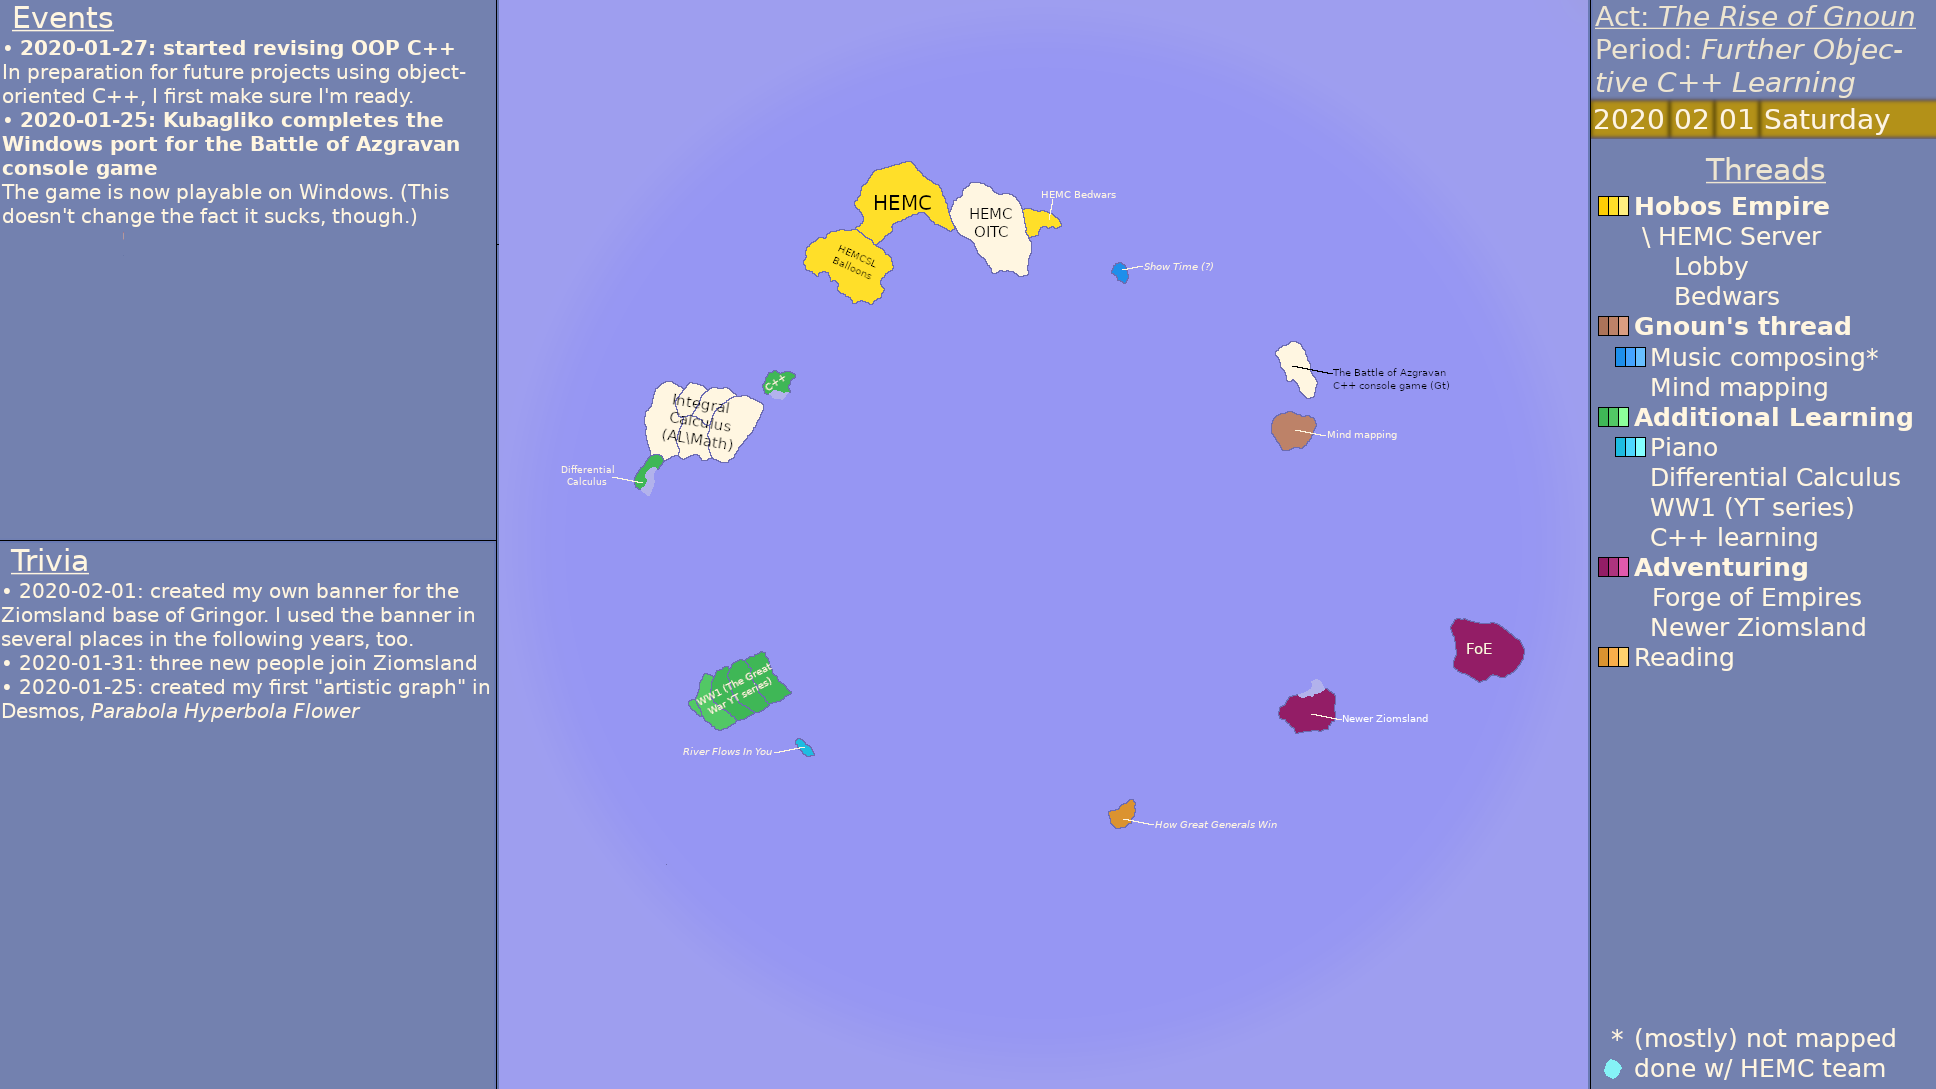 Events
• 2020-01-27: started revising OOP C++
In preparation for future projects using object-
oriented C++, I first make sure I'm ready.
• 2020-01-25: Kubagliko completes the
Windows port for the Battle of Azgravan
console game
The game is now playable on Windows. (This
doesn't change the fact it sucks, though.)
Trivia
• 2020-02-01: created my own banner for the
Ziomsland base of Gringor. I used the banner in
several places in the following years, too.
• 2020-01-31: three new people join Ziomsland
• 2020-01-25: created my first "artistic graph" in
Desmos, Parabola Hyperbola Flower
HEMC
HEMC
OITC
HEMC Bedwars
HEMCSL
Balloons
Show Time (?)
C++
Integral
Calculus
(AL\Math)
Differential
Calculus
The Battle of Azgravan
C++ console game (Gt)
Mind mapping
WW1 (The Great
War YT series)
River Flows In You
FoE
Newer Ziomsland
How Great Generals Win
Act: The Rise of Gnoun
Period: Further Objec-
tive C++ Learning
2020 02 01 Saturday
Threads
Hobos Empire
\ HEMC Server
Lobby
Bedwars
Gnoun's thread
Music composing*
Mind mapping
Additional Learning
Piano
Differential Calculus
WW1 (YT series)
C++ learning
Adventuring
Forge of Empires
Newer Ziomsland
Reading
* (mostly) not mapped
done w/ HEMC team